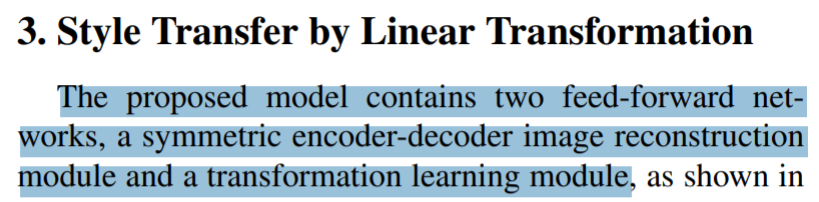 3. Style Transfer by Linear Transformation
The proposed model contains two feed-forward net-
works, a symmetric encoder-decoder image reconstruction
module and a transformation learning module, as shown in